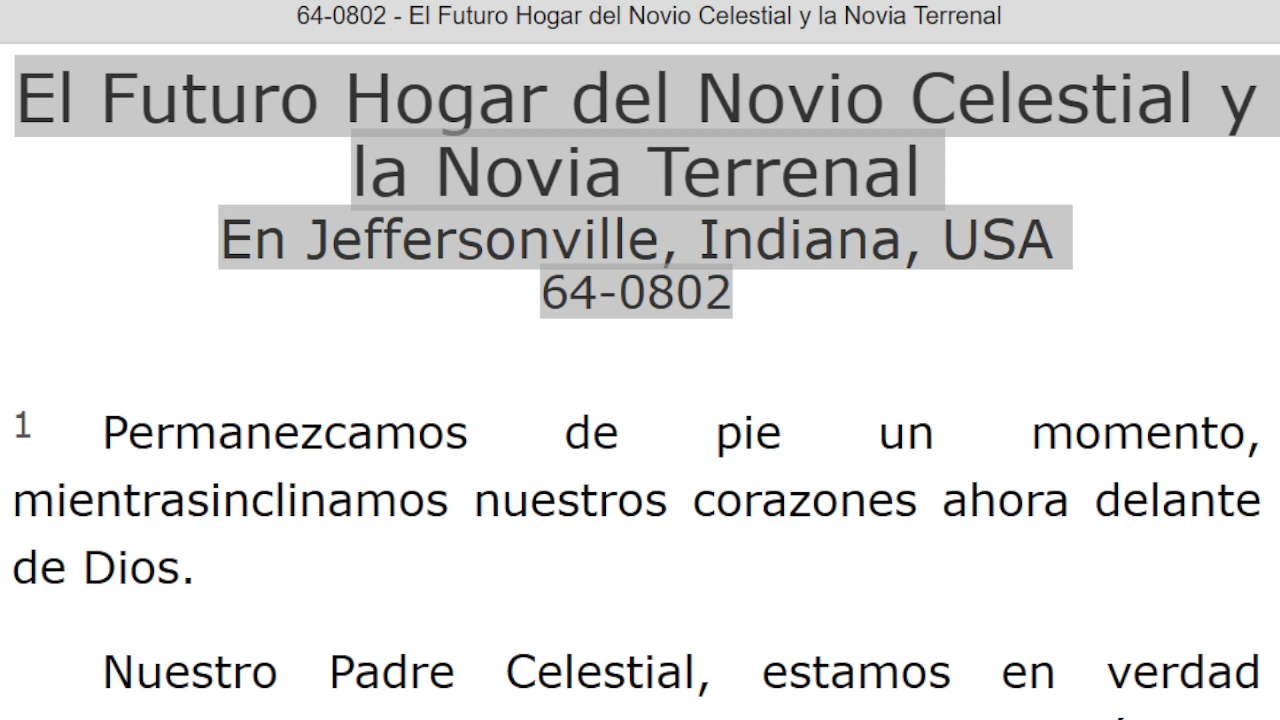 64-0802 - El Futuro Hogar del Novio Celestial y la Novia Terrenal
El Futuro Hogar del Novio Celestial y
la Novia Terrenal
En Jeffersonville, Indiana, USA
64-0802
1 Permanezcamos de pie un momento,
mientrasinclinamos nuestros corazones ahora delante
de Dios.
Nuestro Padre Celestial, estamos en verdad